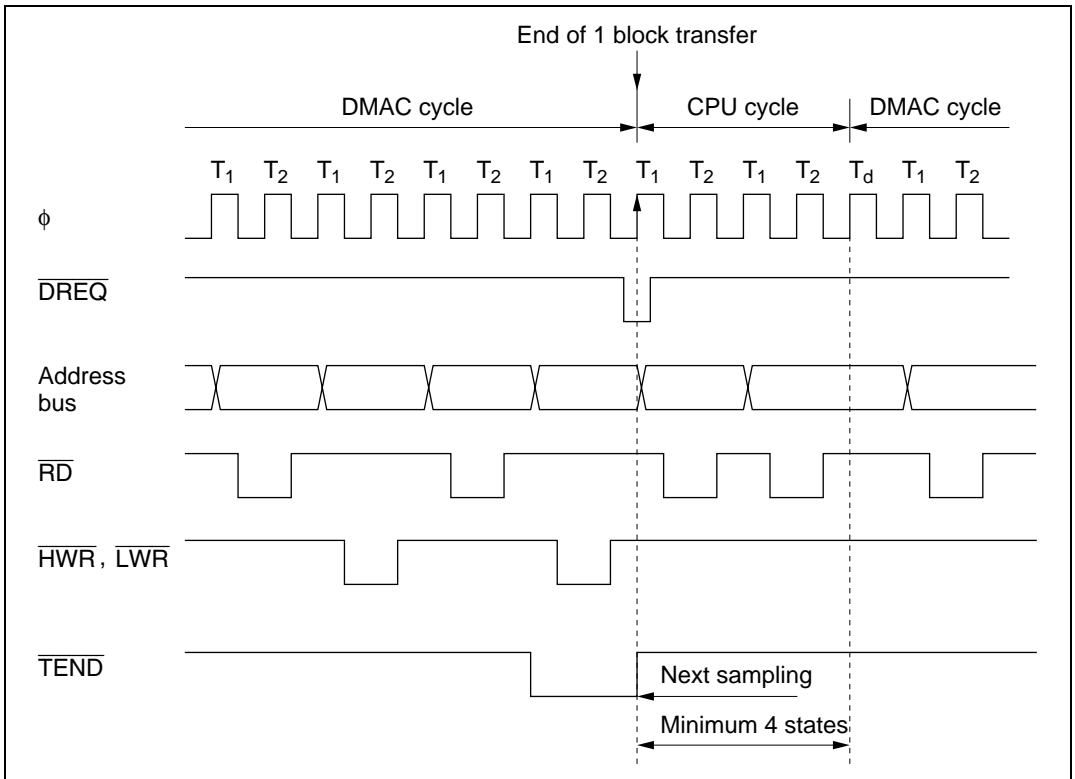 End of 1 block transfer
DMAC cycle CPU cycle DMAC cycle
T1 T2 T1 T2 T1 T2 T1 T2 T1 T2 T1 T2 Td T1 T2
φ
DREQ
Address
bus
RD
HWR, LWR
TEND
Next sampling
Minimum 4 states